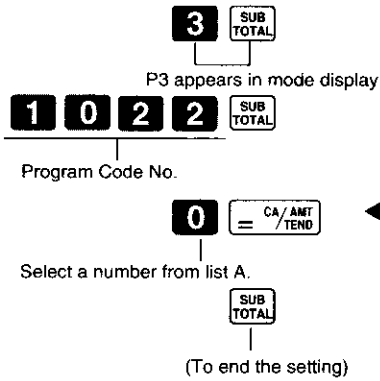 3 SUB TOTAL
P3 appears in mode display
1 0 2 2 SUB TOTAL
Program Code No.
0 = CA/AMT /TEND
Select a number from list A.
SUB TOTAL
(To end the setting)